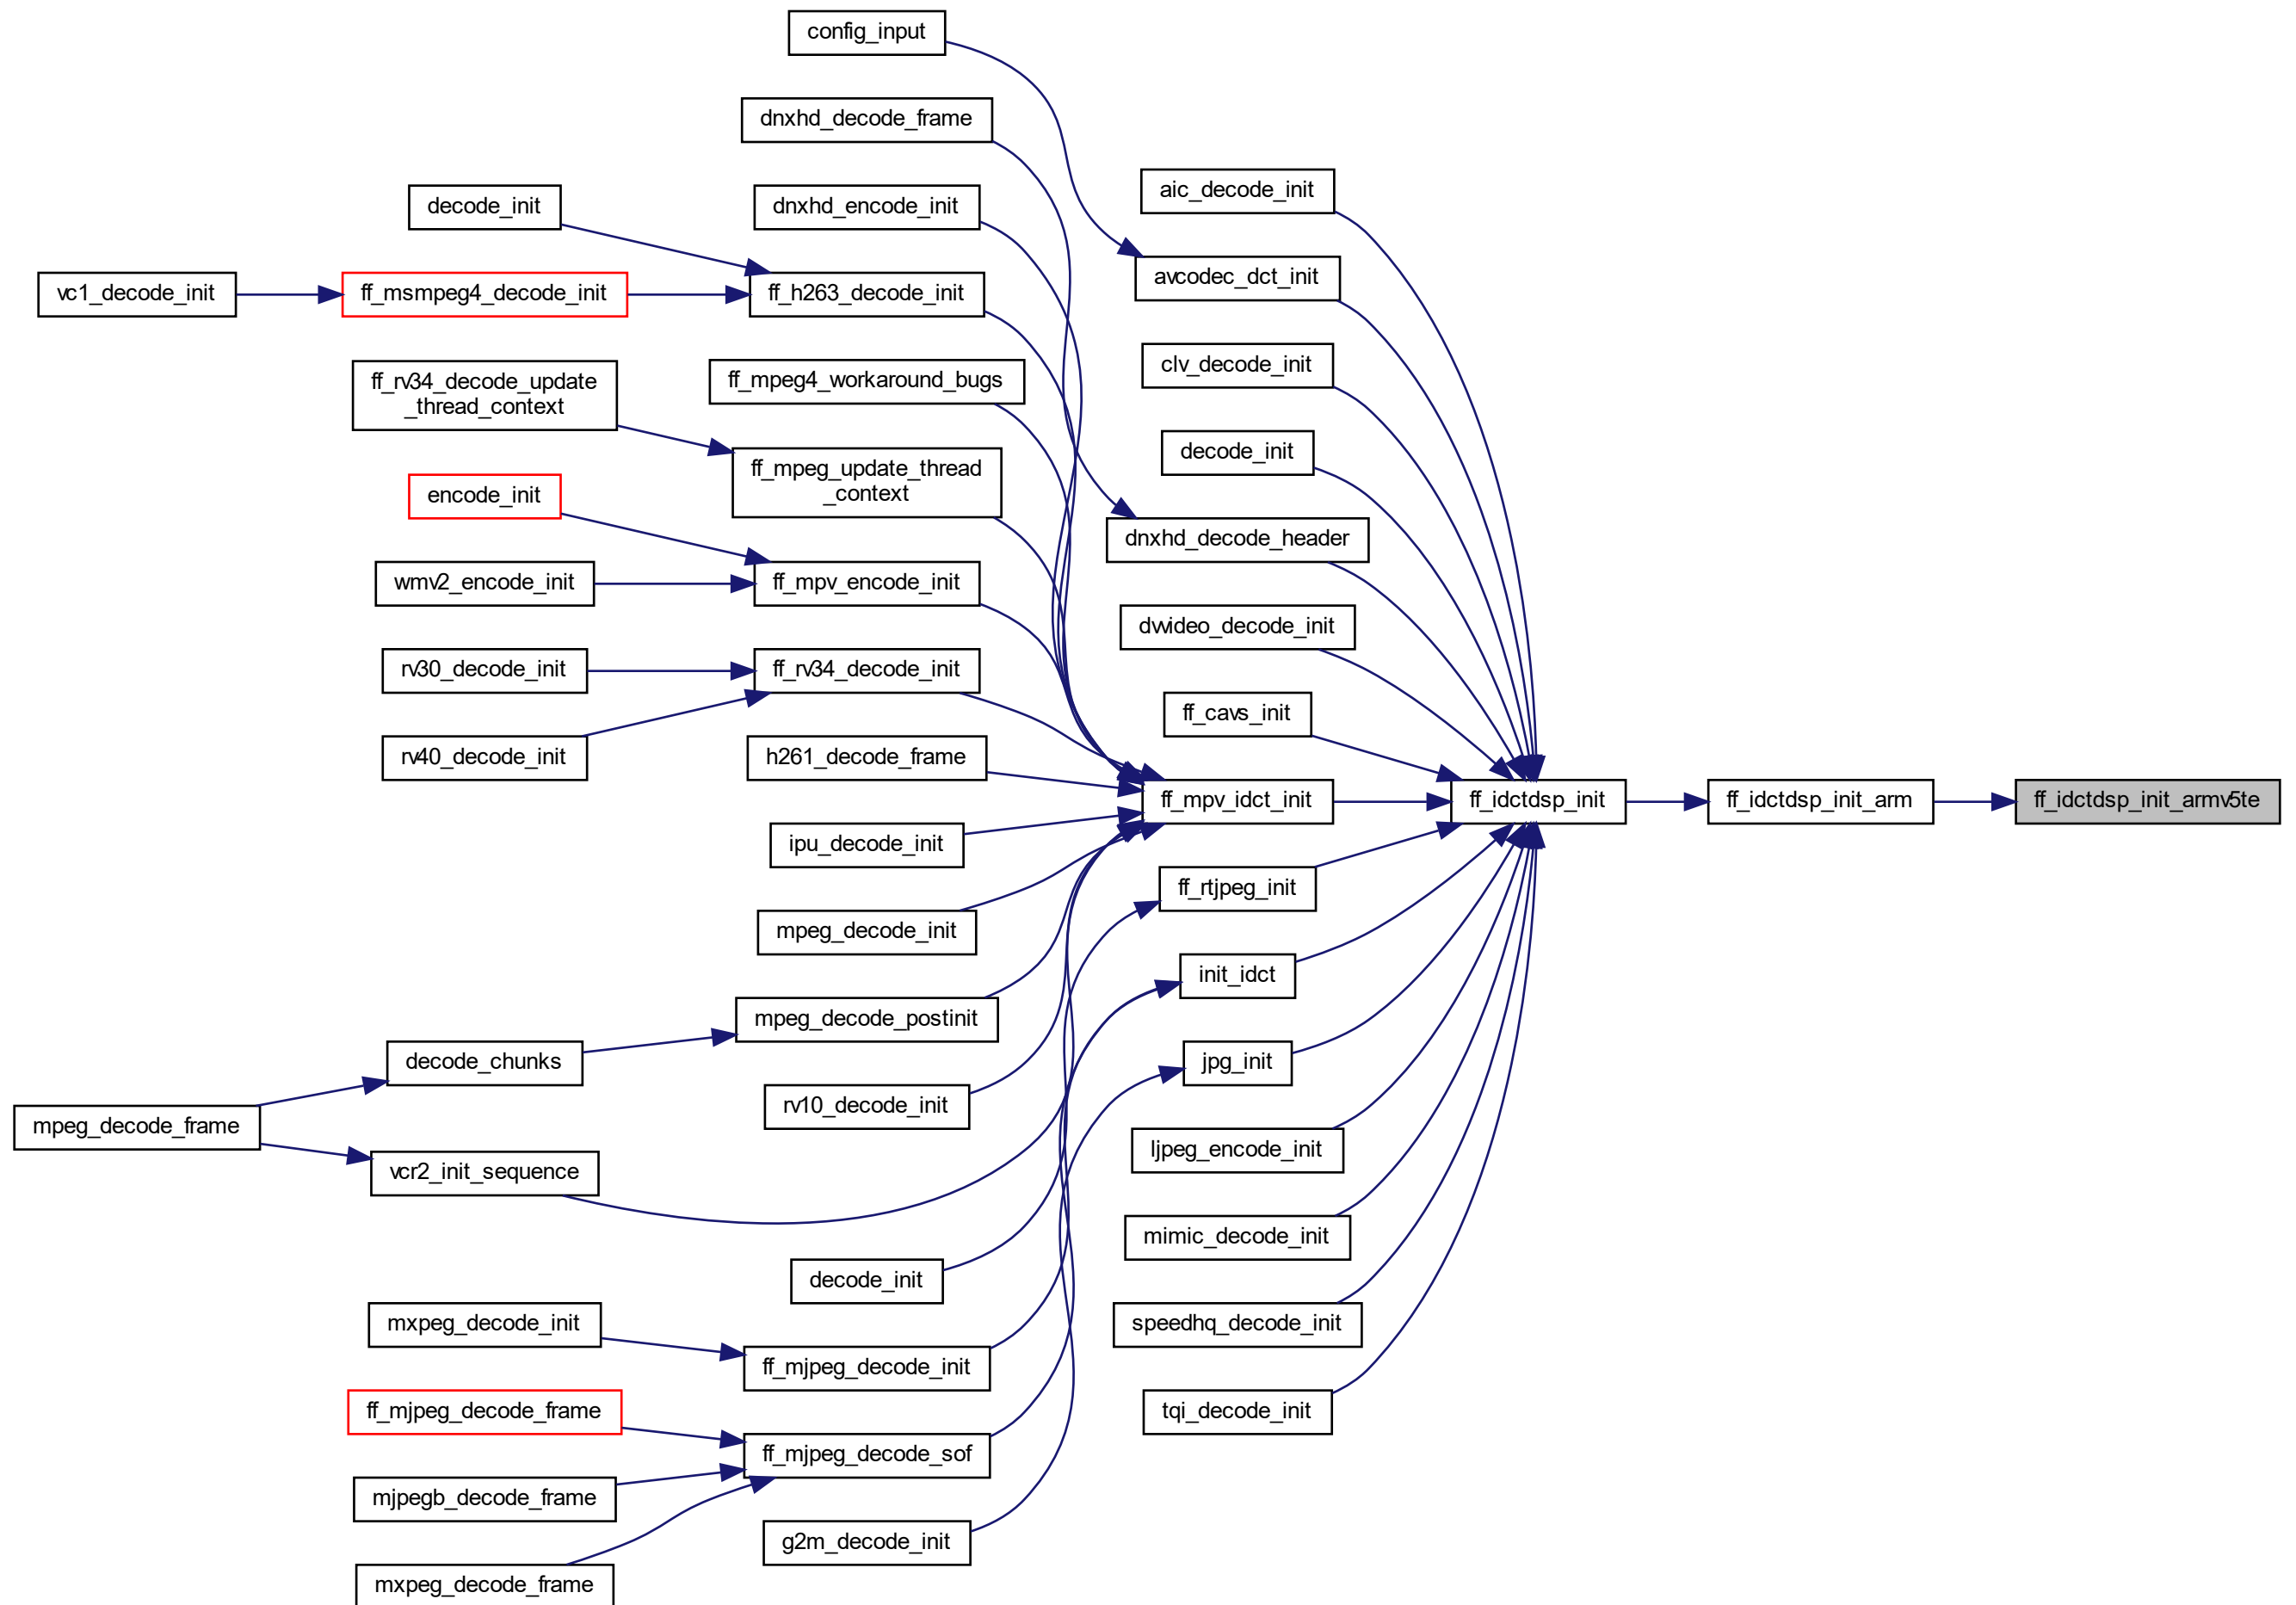 config_input
dnxhd_decode_frame
aic_decode_init
decode_init
dnxhd_encode_init
avcodec_dct_init
vc1_decode_init
ff_msmpeg4_decode_init
ff_h263_decode_init
clv_decode_init
ff_rv34_decode_update
_thread_context
ff_mpeg4_workaround_bugs
decode_init
encode_init
ff_mpeg_update_thread
_context
dnxhd_decode_header
wmv2_encode_init
ff_mpv_encode_init
dwideo_decode_init
rv30_decode_init
ff_rv34_decode_init
ff_cavs_init
rv40_decode_init
h261_decode_frame
ff_mpv_idct_init
ff_idctdsp_init
ff_idctdsp_init_arm
ff_idctdsp_init_armv5te
ipu_decode_init
ff_rtjpeg_init
mpeg_decode_init
init_idct
mpeg_decode_postinit
decode_chunks
jpg_init
mpeg_decode_frame
rv10_decode_init
ljpeg_encode_init
vcr2_init_sequence
mimic_decode_init
decode_init
mxpeg_decode_init
speedhq_decode_init
ff_mjpeg_decode_init
ff_mjpeg_decode_frame
tqi_decode_init
ff_mjpeg_decode_sof
mjpegb_decode_frame
g2m_decode_init
mxpeg_decode_frame